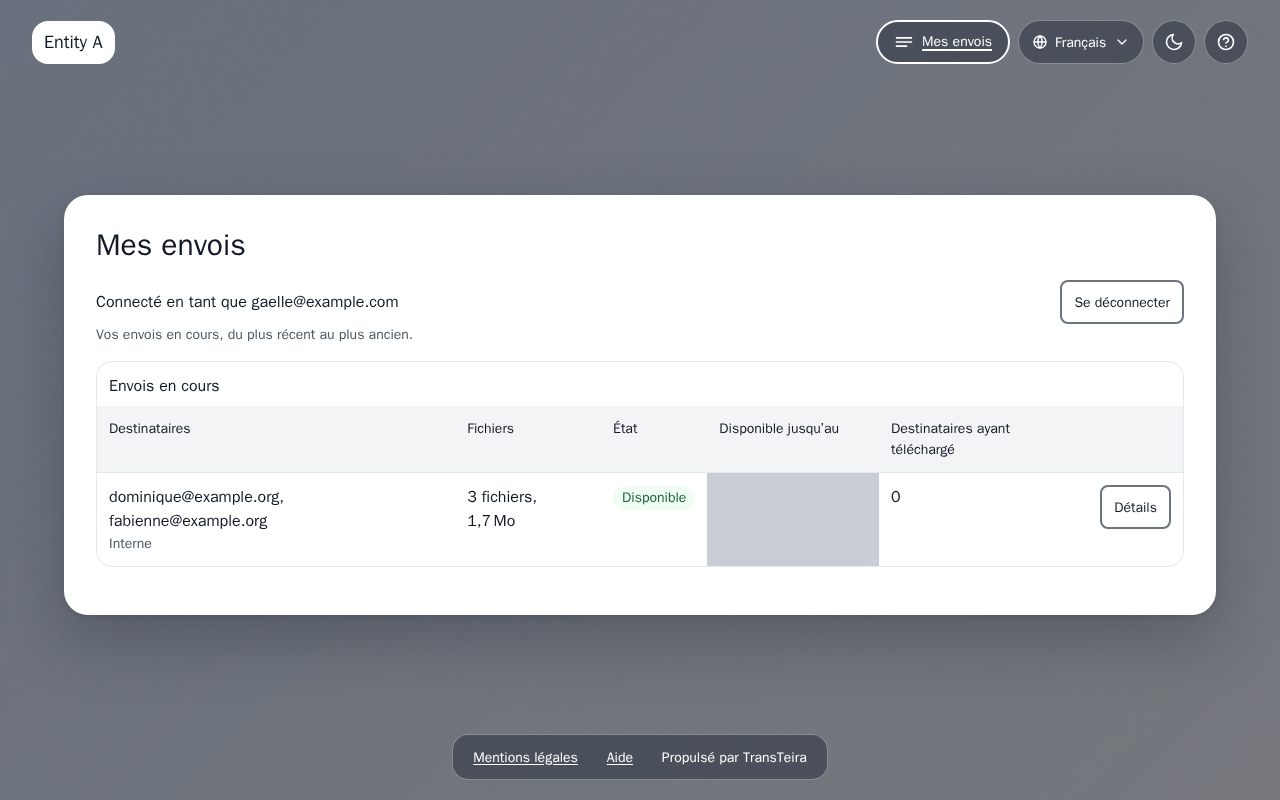 Entity A
Mes envois
Français
Mes envois
Connecté en tant que gaelle@example.com
Se déconnecter
Vos envois en cours, du plus récent au plus ancien.
Envois en cours
Destinataires
Fichiers
État
Disponible jusqu'au
Destinataires ayant
téléchargé
dominique@example.org,
fabienne@example.org
Interne
3 fichiers,
1,7 Mo
Disponible
0
Détails
Mentions légales
Aide
Propulsé par TransTeira